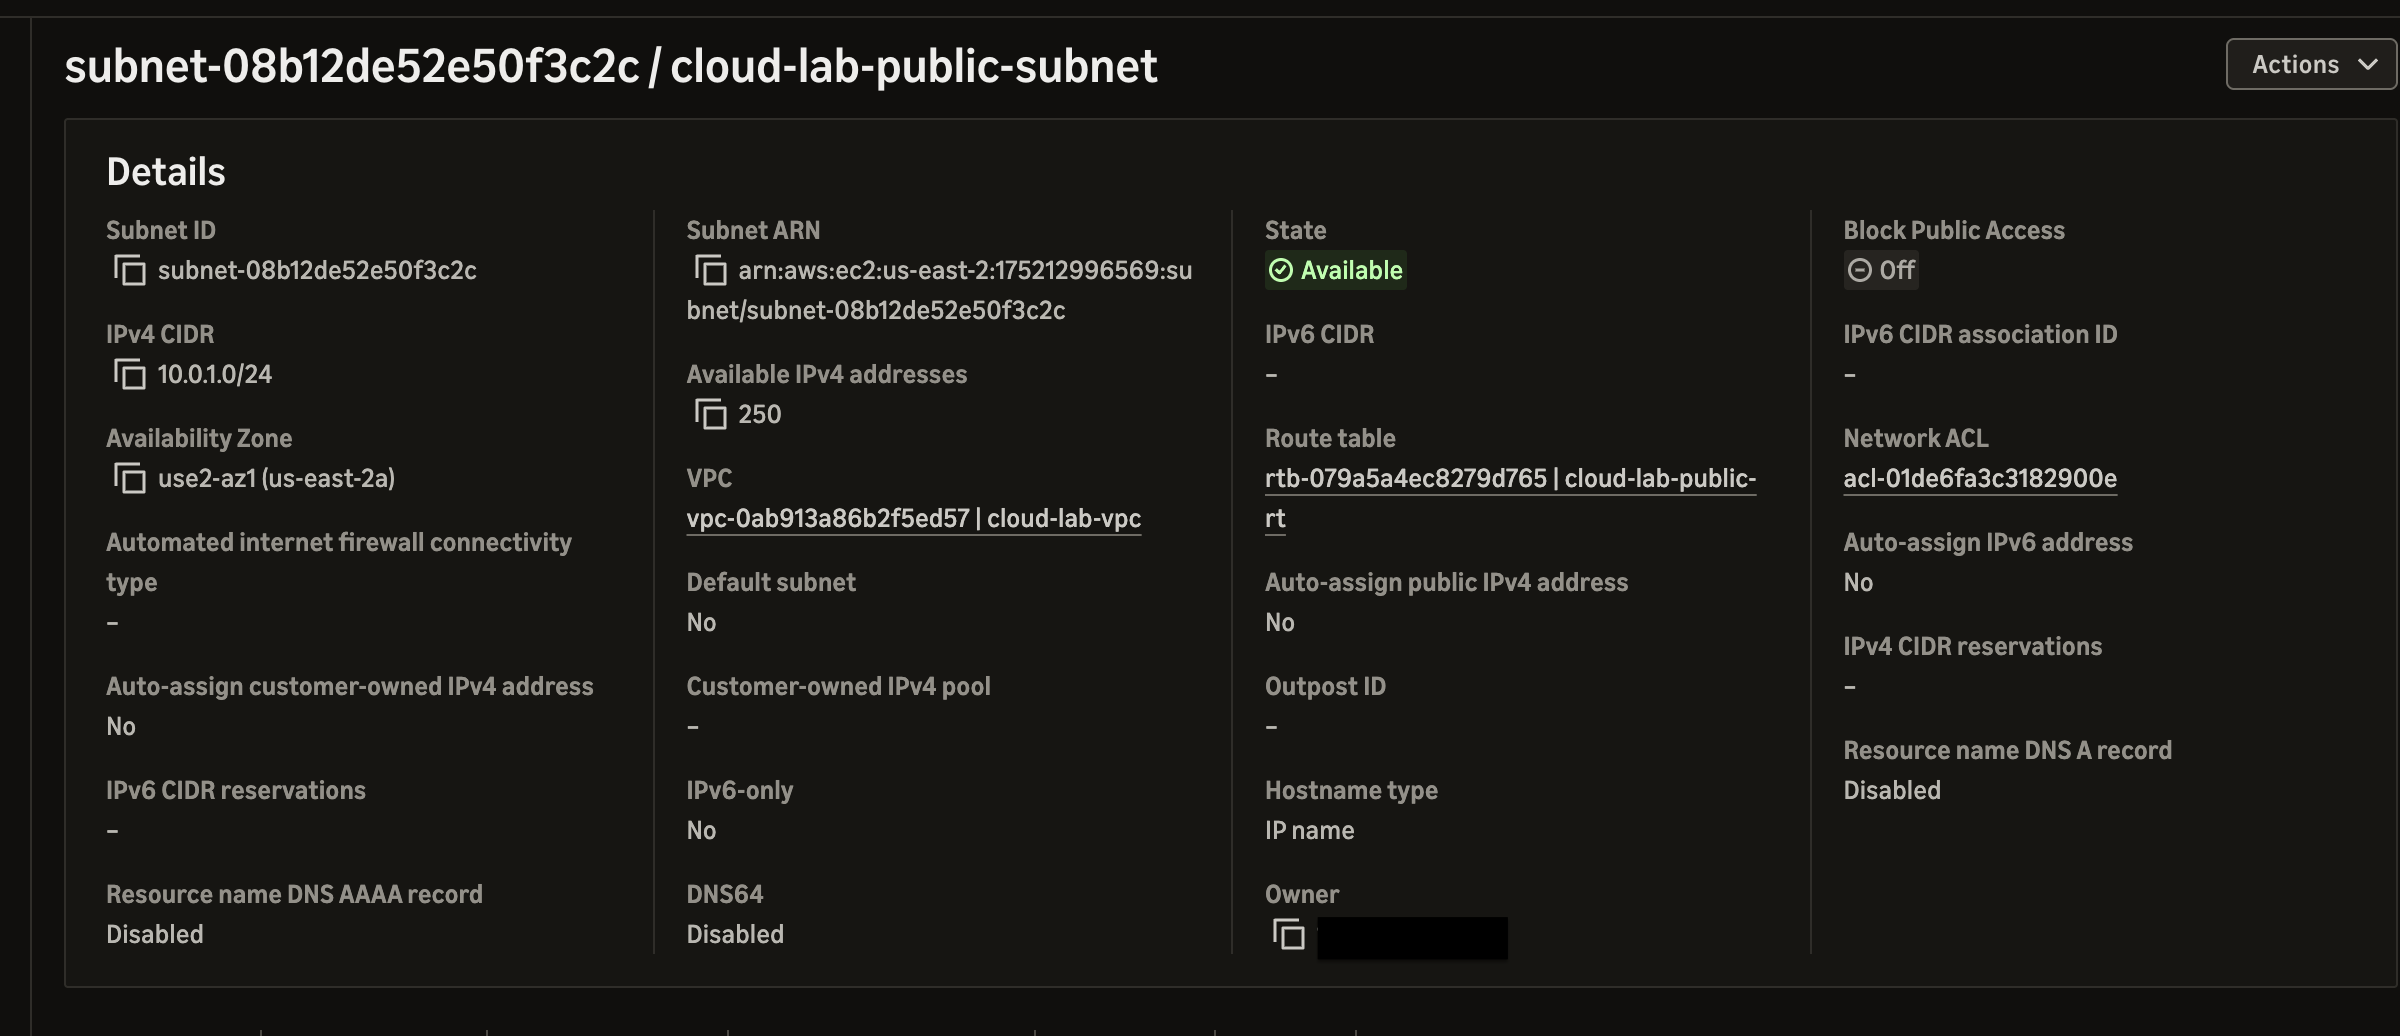 subnet-08b12de52e50f3c2c / cloud-lab-public-subnet
Actions
Details
Subnet ID
subnet-08b12de52e50f3c2c
IPv4 CIDR
10.0.1.0/24
Availability Zone
use2-az1 (us-east-2a)
Automated internet firewall connectivity
type
–
Auto-assign customer-owned IPv4 address
No
IPv6 CIDR reservations
–
Resource name DNS AAAA record
Disabled
Subnet ARN
arn:aws:ec2:us-east-2:175212996569:su
bnet/subnet-08b12de52e50f3c2c
Available IPv4 addresses
250
VPC
vpc-0ab913a86b2f5ed57 | cloud-lab-vpc
Default subnet
No
Customer-owned IPv4 pool
–
IPv6-only
No
DNS64
Disabled
State
Available
IPv6 CIDR
–
Route table
rtb-079a5a4ec8279d765 | cloud-lab-public-
rt
Auto-assign public IPv4 address
No
Outpost ID
–
Hostname type
IP name
Owner
Block Public Access
Off
IPv6 CIDR association ID
–
Network ACL
acl-01de6fa3c3182900e
Auto-assign IPv6 address
No
IPv4 CIDR reservations
–
Resource name DNS A record
Disabled